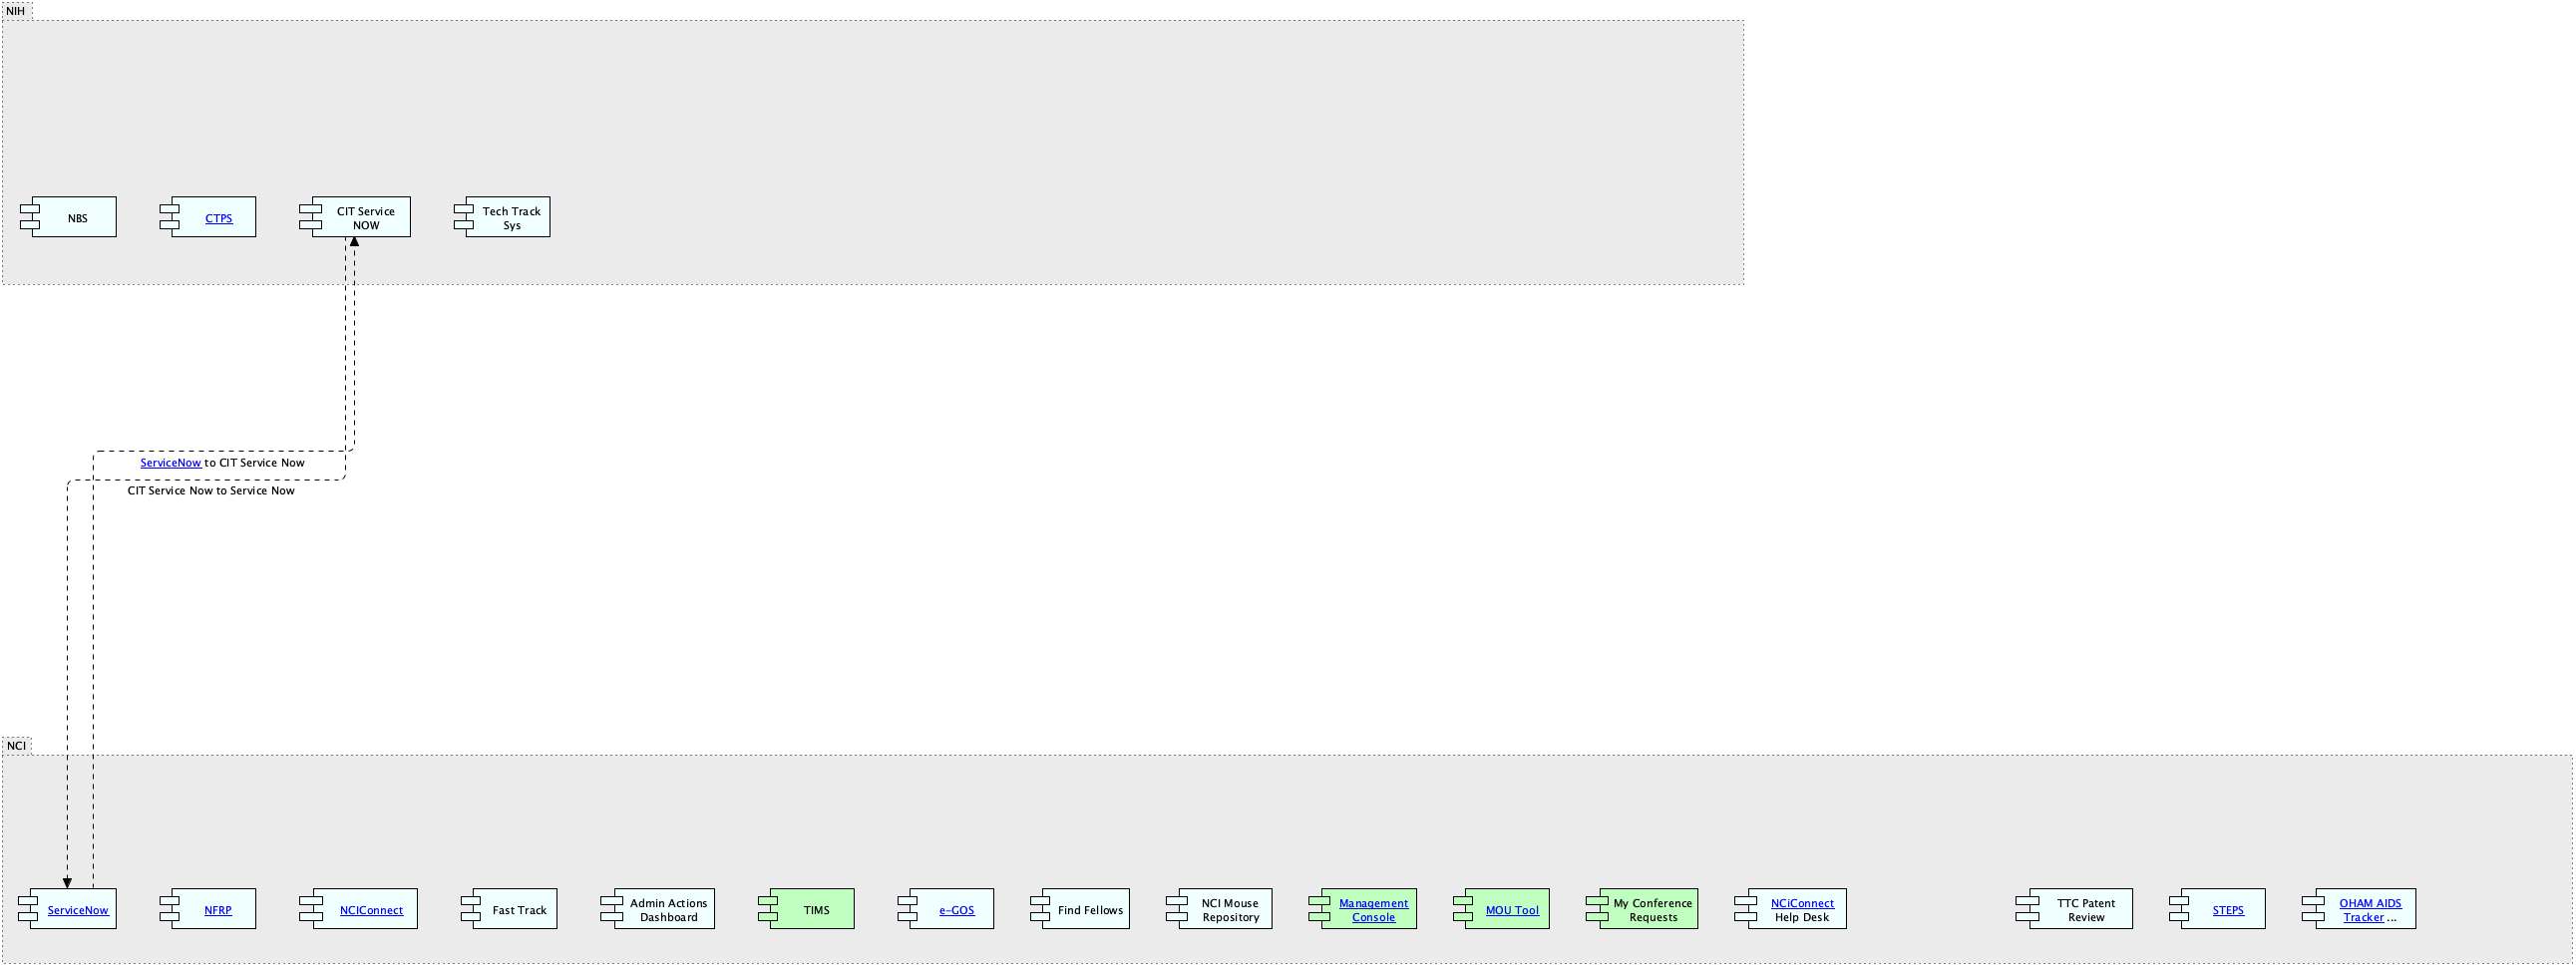 NIH
NBS
CTPS
CIT Service
NOW
Tech Track
Sys
ServiceNow to CIT Service Now
CIT Service Now to Service Now
NCI
ServiceNow
NFRP
NCIConnect
Fast Track
Admin Actions
Dashboard
TIMS
e-GOS
Find Fellows
NCI Mouse
Repository
Management
Console
MOU Tool
My Conference
Requests
NCiConnect
Help Desk
TTC Patent
Review
STEPS
OHAM AIDS
Tracker ...